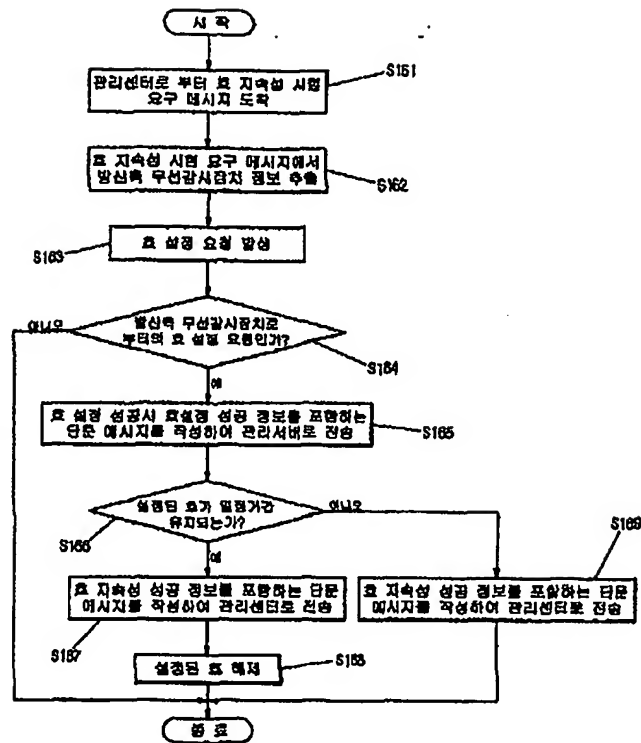 시 작
관리센터로 부터 호 지속성 시험
요구 메시지 도착
S161
호 지속성 시험 요구 메시지에서
발신측 무선감시장치 정보 추출
S162
호 설정 요청 발생
S163
발신측 무선감시장치로
부터의 호 설정 요청인가?
아니오
S164
예
호 설정 성공시 호설정 성공 정보를 포함하는
단문 메시지를 작성하여 관리서버로 전송
S165
설정된 호가 일정기간
유지되는가?
아니오
S166
예
S169
호 지속성 성공 정보를 포함하는 단문
메시지를 작성하여 관리센터로 전송
S167
호 지속성 성공 정보를 포함하는 단문
메시지를 작성하여 관리센터로 전송
설정된 호 해제
S168
종 료